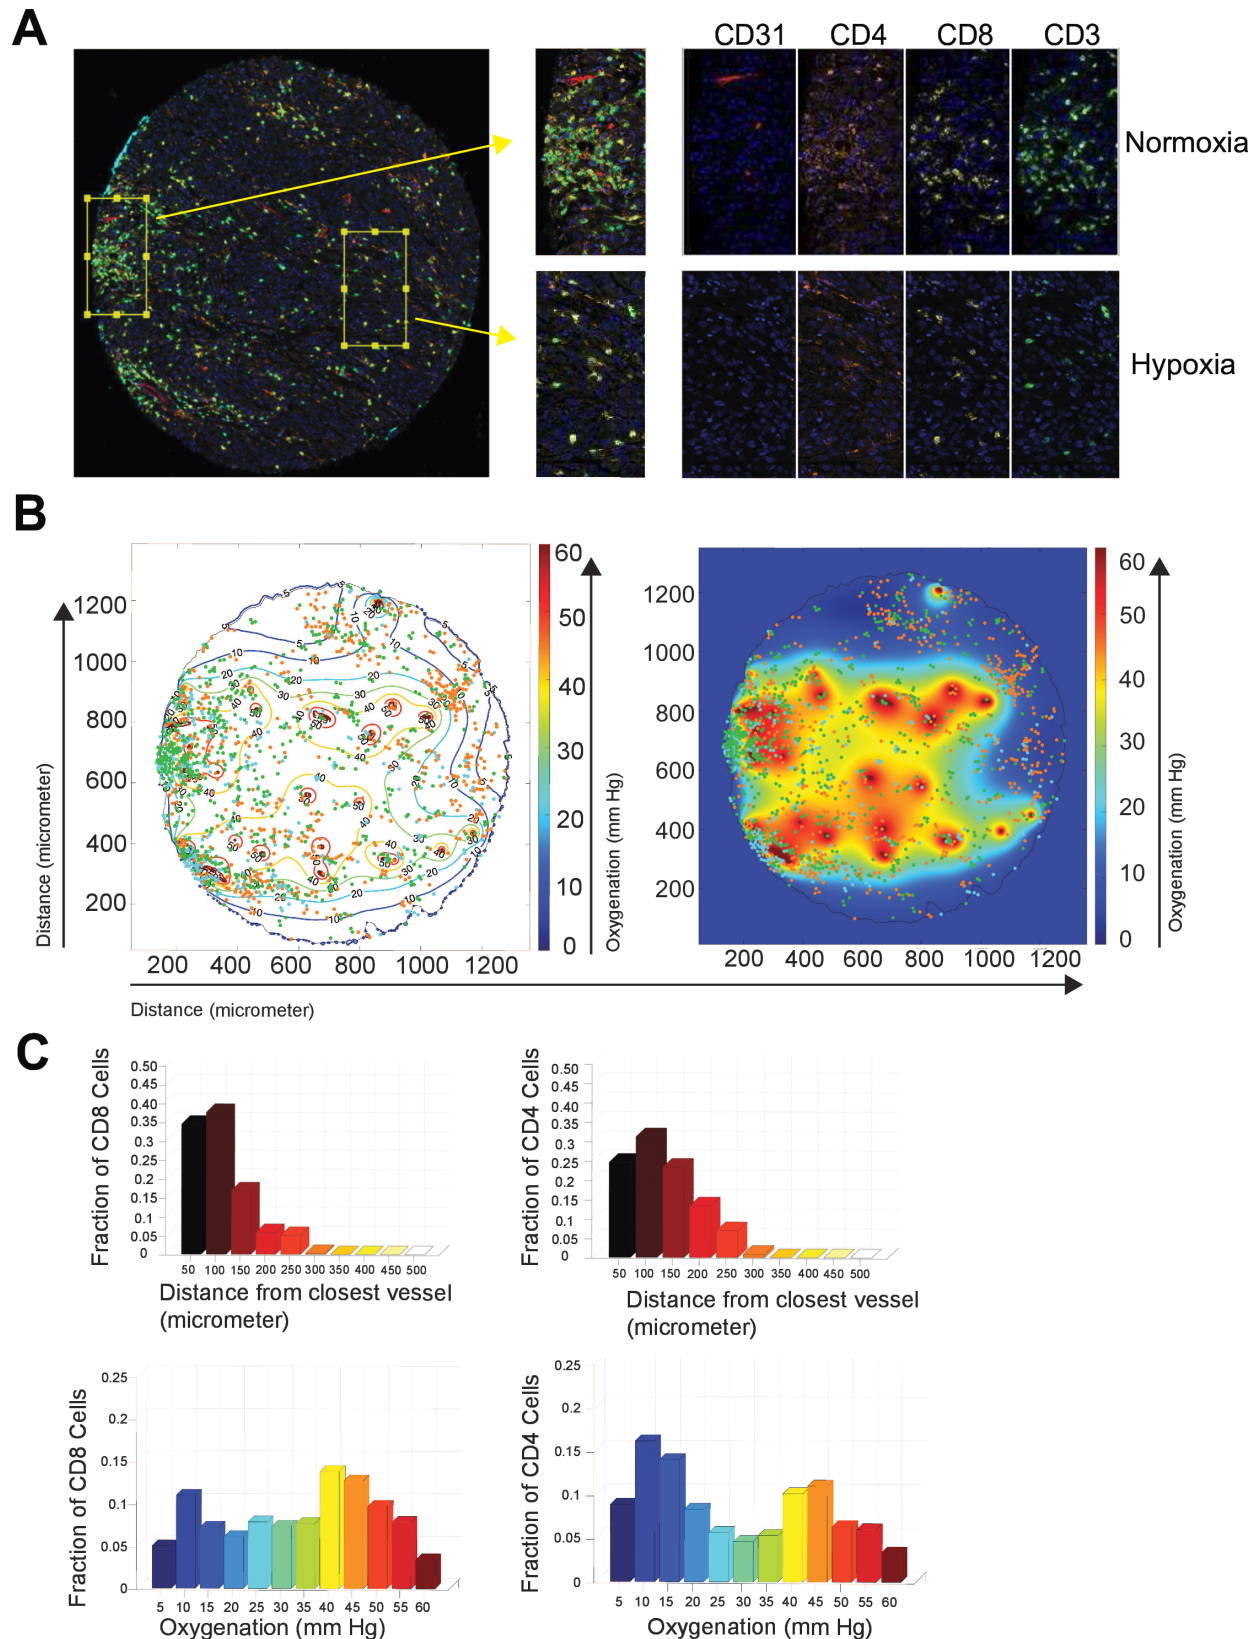 A
CD31 CD4 CD8 CD3
Normoxia
Hypoxia
B
60
50
40
30
20
10
0
Oxygenation (mm Hg)
1200
1000
800
600
400
200
Distance (micrometer)
200 400 600 800 1000 1200
Distance (micrometer)
1200
1000
800
600
400
200
200 400 600 800 1000 1200
60
50
40
30
20
10
0
Oxygenation (mm Hg)
C
Fraction of CD8 Cells
0.50
0.45
0.40
0.35
0.3
0.25
0.2
0.15
0.1
0.05
0
50 100 150 200 250 300 350 400 450 500
Distance from closest vessel
(micrometer)
Fraction of CD4 Cells
0.50
0.45
0.40
0.35
0.3
0.25
0.2
0.15
0.1
0.05
0
50 100 150 200 250 300 350 400 450 500
Distance from closest vessel
(micrometer)
Fraction of CD8 Cells
0.25
0.2
0.15
0.1
0.05
0
5 10 15 20 25 30 35 40 45 50 55 60
Oxygenation (mm Hg)
Fraction of CD4 Cells
0.25
0.2
0.15
0.1
0.05
0
5 10 15 20 25 30 35 40 45 50 55 60
Oxygenation (mm Hg)